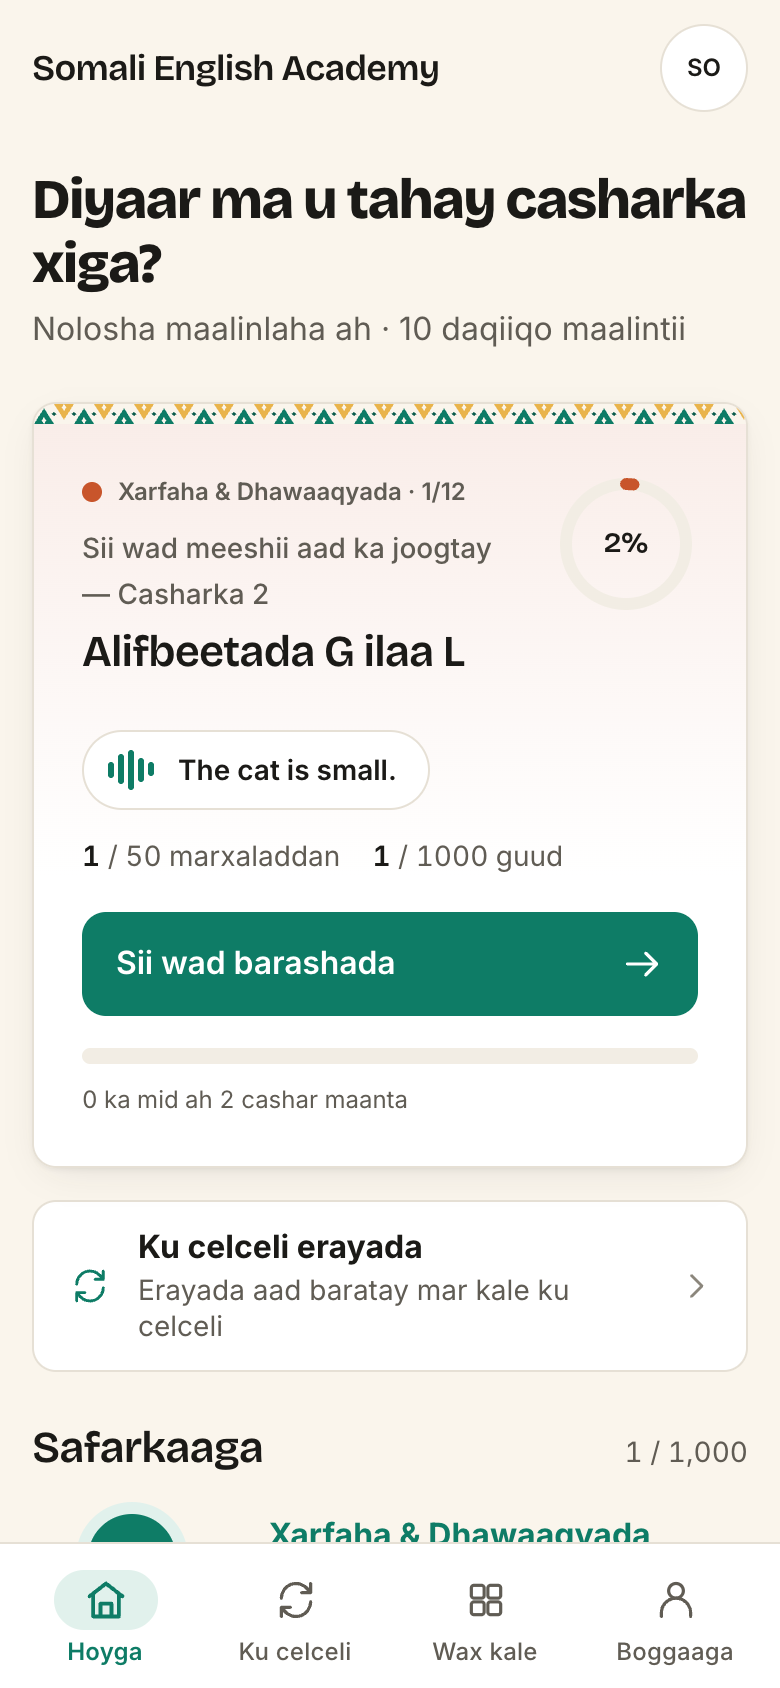 Somali English Academy
SO
Diyaar ma u tahay casharka
xiga?
Nolosha maalinlaha ah · 10 daqiiqo maalintii
Xarfaha & Dhawaaqyada · 1/12
2%
Sii wad meeshii aad ka joogtay
— Casharka 2
Alifbeetada G ilaa L
The cat is small.
1 / 50 marxaladdan 1 / 1000 guud
Sii wad barashada
0 ka mid ah 2 cashar maanta
Ku celceli erayada
Erayada aad baratay mar kale ku
celceli
Safarkaaga
1 / 1,000
Xarfaha & Dhawaaqyada
Hoyga
Ku celceli
Wax kale
Boggaaga